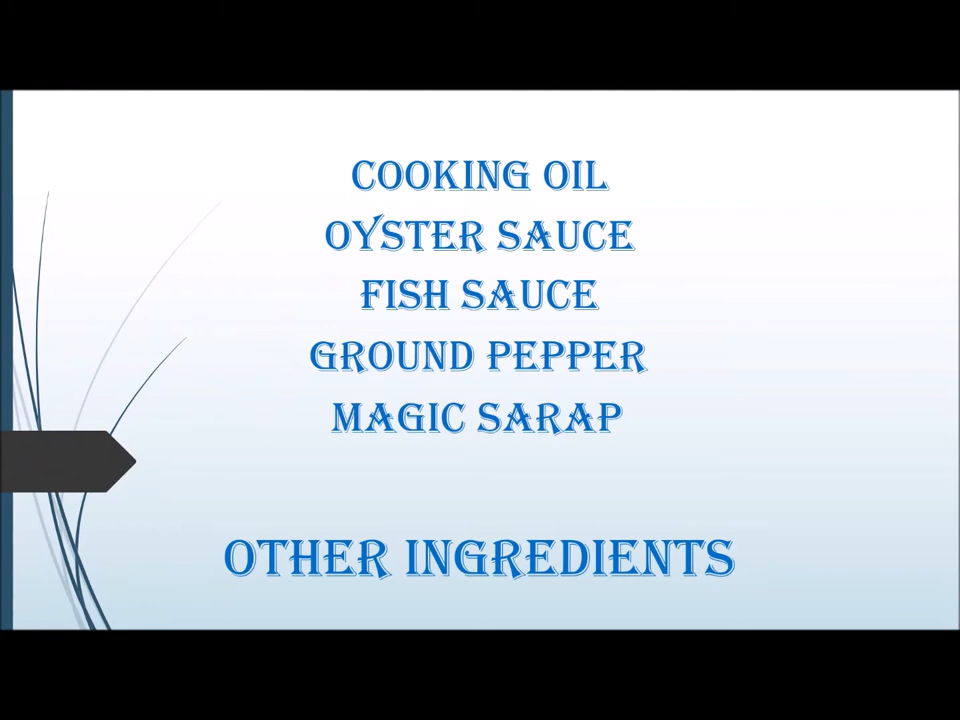 COOKING OIL
OYSTER SAUCE
FISH SAUCE
GROUND PEPPER
MAGIC SARAP
OTHER INGREDIENTS